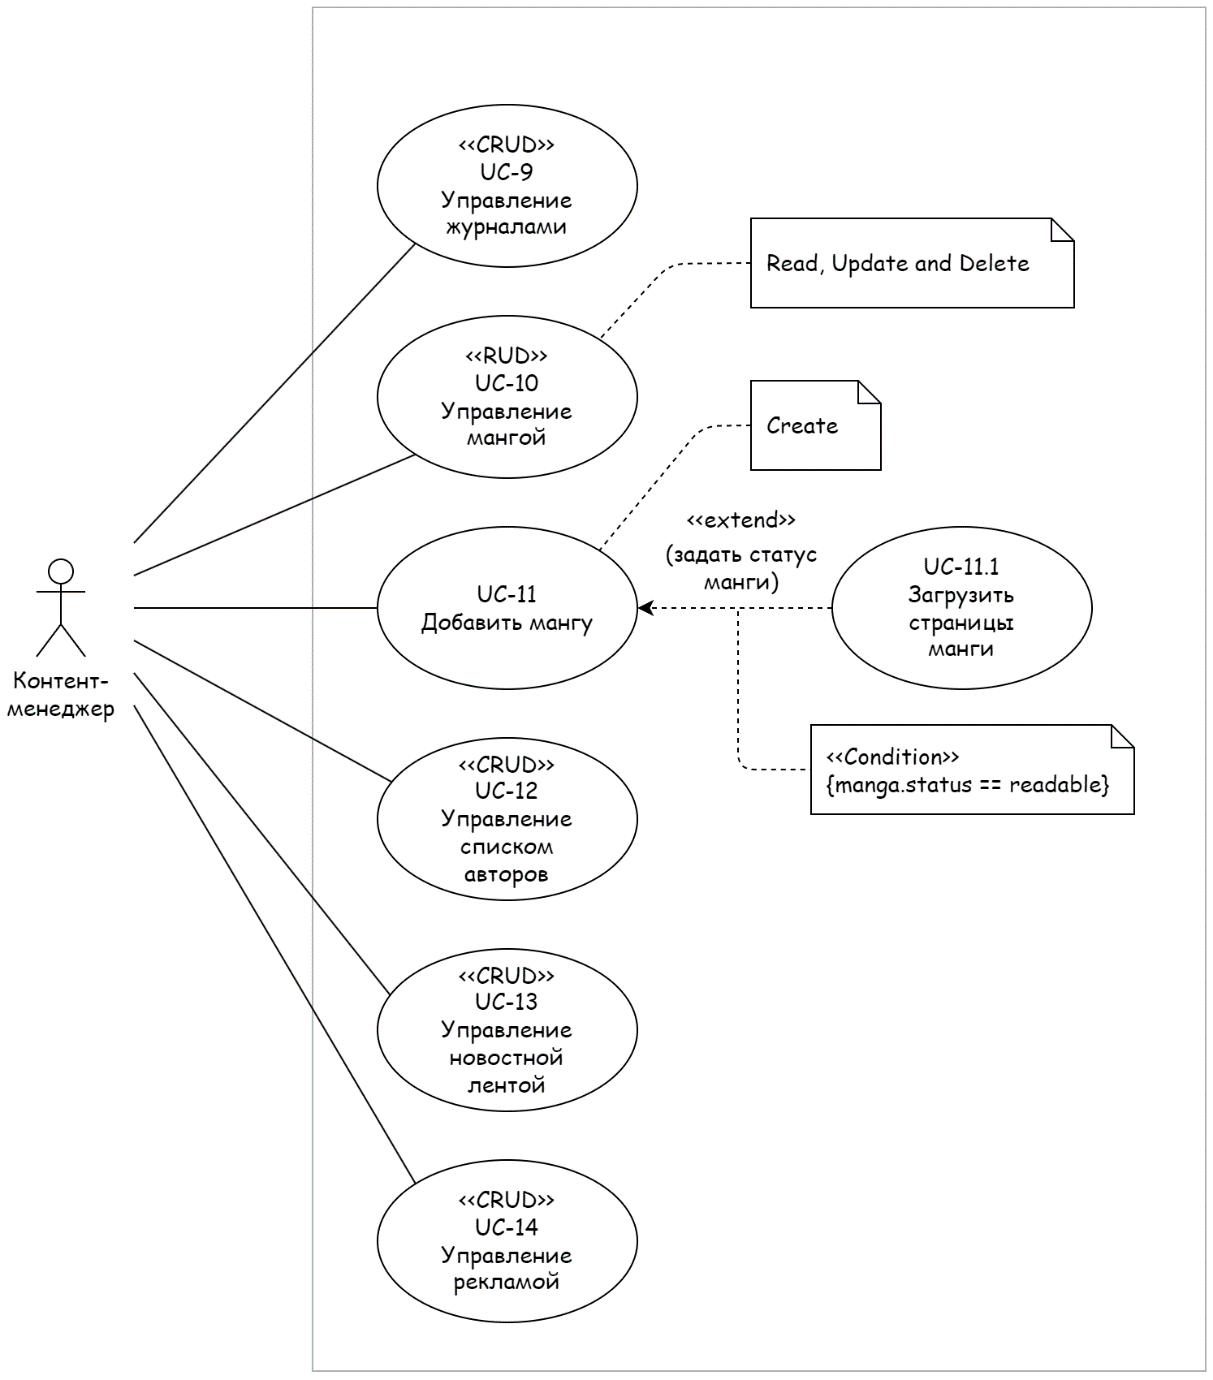 <<CRUD>>
UC-9
Управление
журналами
Read, Update and Delete
<<RUD>>
UC-10
Управление
мангой
Create
<<extend>>
(задать статус
манги)
UC-11
Добавить мангу
UC-11.1
Загрузить
страницы
манги
Контент-
менеджер
<<Condition>>
{manga.status == readable}
<<CRUD>>
UC-12
Управление
списком
авторов
<<CRUD>>
UC-13
Управление
новостной
лентой
<<CRUD>>
UC-14
Управление
рекламой